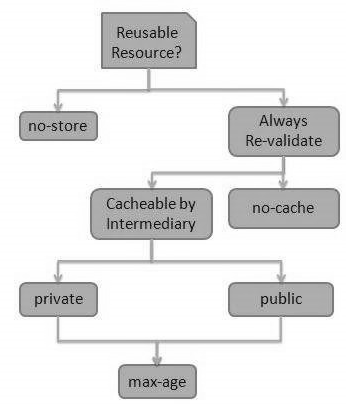 Reusable
Resource?
no-store
Always
Re-validate
Cacheable by
Intermediary
no-cache
private
public
max-age